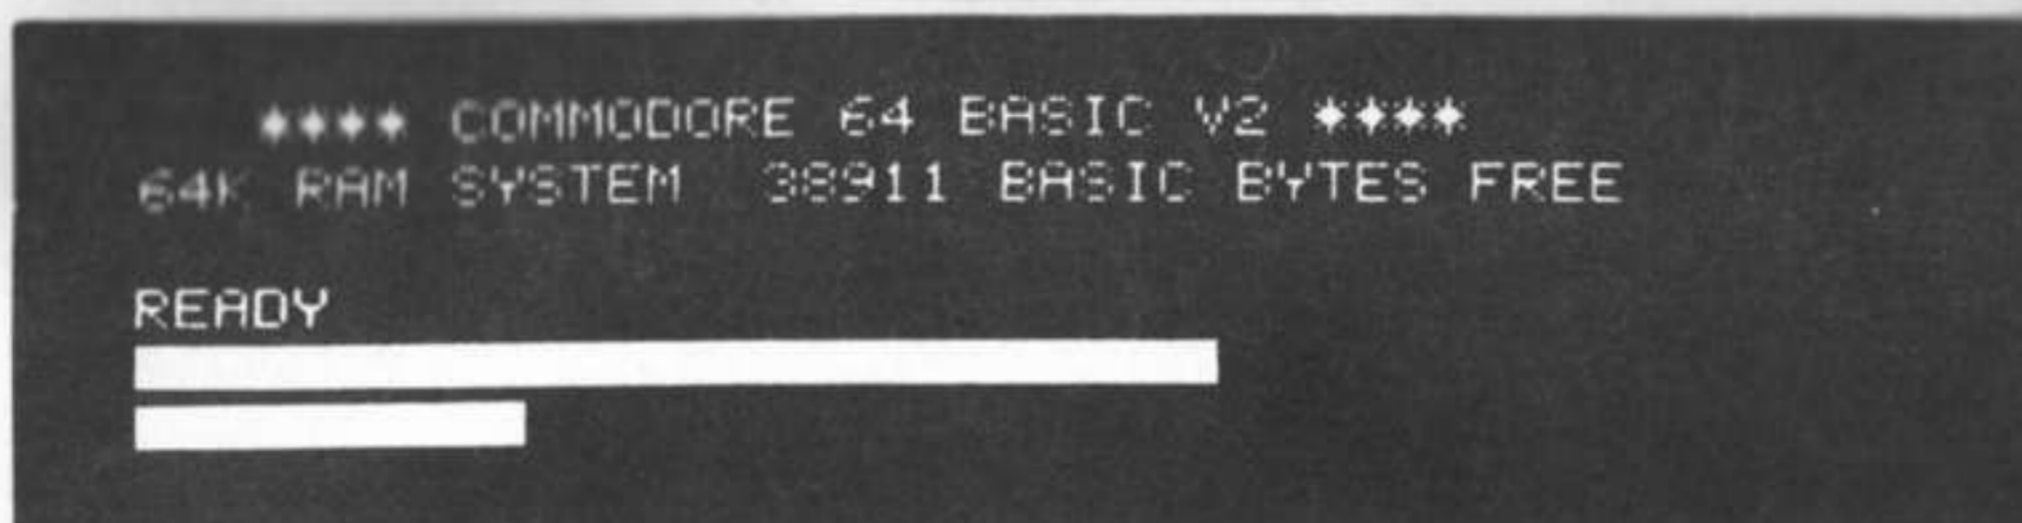 **** COMMODORE 64 BASIC V2 ****
64K RAM SYSTEM  38911 BASIC BYTES FREE
READY